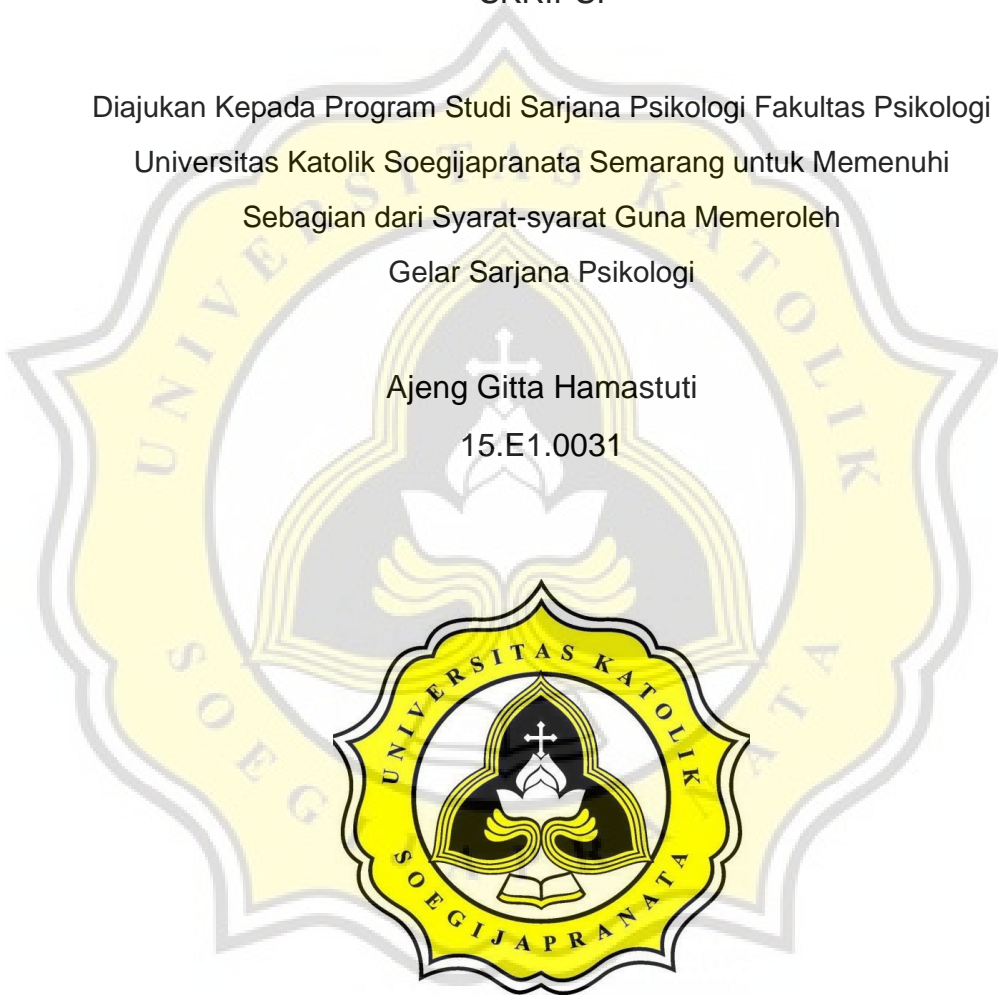 Diajukan Kepada Program Studi Sarjana Psikologi Fakultas Psikologi
Universitas Katolik Soegijapranata Semarang untuk Memenuhi
Sebagian dari Syarat-syarat Guna Memeroleh
Gelar Sarjana Psikologi
Ajeng Gitta Hamastuti
15.E1.0031
UNIVERSITAS KATOLIK
SOEGIJAPRANATA